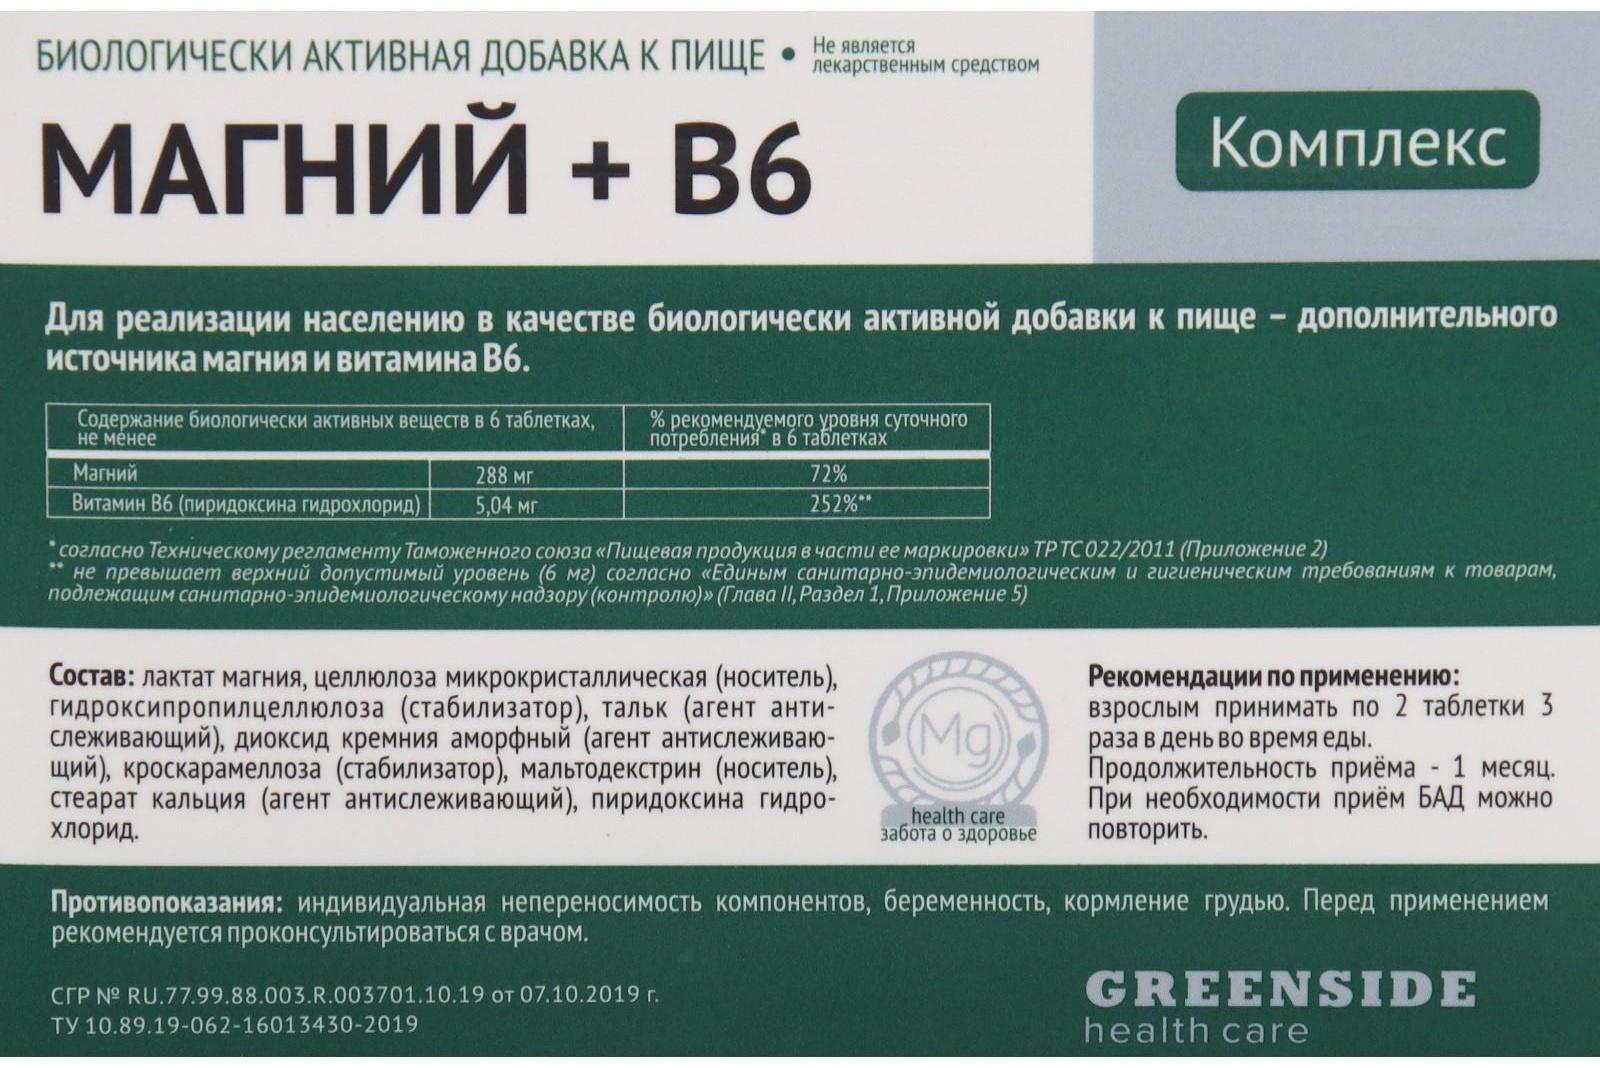 БИОЛОГИЧЕСКИ АКТИВНАЯ ДОБАВКА К ПИЩЕ • Не является
лекарственным средством
МАГНИЙ + В6
Комплекс
Для реализации населению в качестве биологически активной добавки к пище – дополнительного
источника магния и витамина В6.
Содержание биологически активных веществ в 6 таблетках,
не менее
% рекомендуемого уровня суточного
потребления* в 6 таблетках
Магний 288 мг 72%
Витамин В6 (пиридоксина гидрохлорид) 5,04 мг 252%**
* согласно Техническому регламенту Таможенного союза «Пищевая продукция в части ее маркировки» ТР ТС 022/2011 (Приложение 2)
** не превышает верхний допустимый уровень (6 мг) согласно «Единым санитарно-эпидемиологическим и гигиеническим требованиям к товарам,
подлежащим санитарно-эпидемиологическому надзору (контролю)» (Глава II, Раздел 1, Приложение 5)
Состав: лактат магния, целлюлоза микрокристаллическая (носитель),
гидроксипропилцеллюлоза (стабилизатор), тальк (агент анти-
слеживающий), диоксид кремния аморфный (агент антислеживаю-
щий), кроскарамеллоза (стабилизатор), мальтодекстрин (носитель),
стеарат кальция (агент антислеживающий), пиридоксина гидро-
хлорид.
Mg
health care
забота о здоровье
Рекомендации по применению:
взрослым принимать по 2 таблетки 3
раза в день во время еды.
Продолжительность приёма - 1 месяц.
При необходимости приём БАД можно
повторить.
Противопоказания: индивидуальная непереносимость компонентов, беременность, кормление грудью. Перед применением
рекомендуется проконсультироваться с врачом.
СГР № RU.77.99.88.003.R.003701.10.19 от 07.10.2019 г.
ТУ 10.89.19-062-16013430-2019
GREENSIDE
health care